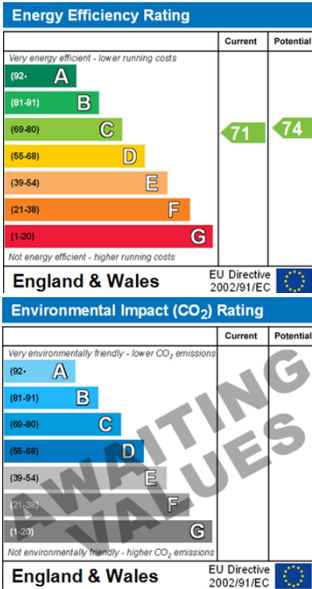 Energy Efficiency Rating
Current Potential
Very energy efficient - lower running costs
(92- A
(81-91) B
(69-80) C 71 74
(55-68) D
(39-54) E
(21-38) F
(1-20) G
Not energy efficient - higher running costs
England & Wales EU Directive
2002/91/EC
Environmental Impact (CO2) Rating
Current Potential
Very environmentally friendly - lower CO2 emissions
(92- A
(81-91) B
(69-80) C
(55-68) D
(39-54) E
(21-38) F
(1-20) G
AWAITING
VALUES
Not environmentally friendly - higher CO2 emissions
England & Wales EU Directive
2002/91/EC